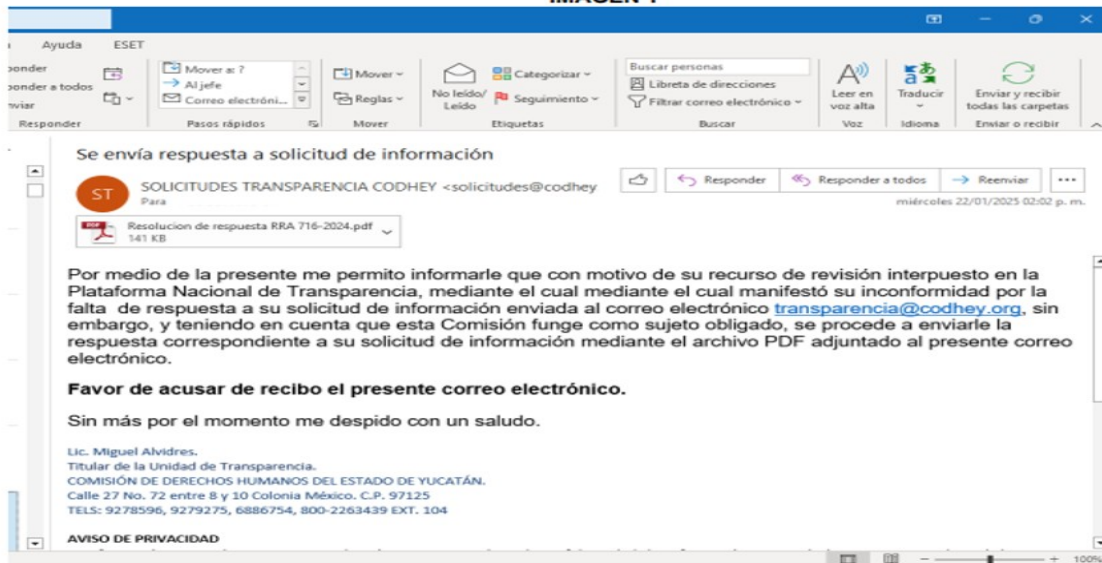 Ayuda ESET
ponder
ponder a todos
nviar
Responder
Mover a: ?
Al jefe
Correo electróni...
Pasos rápidos
Mover
Reglas
Mover
No leído/
Leído
Categorizar
Seguimiento
Etiquetas
Buscar personas
Libreta de direcciones
Filtrar correo electrónico
Buscar
Leer en
voz alta
Voz
Traducir
Idioma
Enviar y recibir
todas las carpetas
Enviar o recibir
Se envía respuesta a solicitud de información
ST
SOLICITUDES TRANSPARENCIA CODHEY <solicitudes@codhey
Para
Responder
Responder a todos
Reenviar
miércoles 22/01/2025 02:02 p. m.
PDF
Resolucion de respuesta RRA 716-2024.pdf
141 KB
Por medio de la presente me permito informarle que con motivo de su recurso de revisión interpuesto en la
Plataforma Nacional de Transparencia, mediante el cual mediante el cual manifestó su inconformidad por la
falta de respuesta a su solicitud de información enviada al correo electrónico transparencia@codhey.org, sin
embargo, y teniendo en cuenta que esta Comisión funge como sujeto obligado, se procede a enviarle la
respuesta correspondiente a su solicitud de información mediante el archivo PDF adjuntado al presente correo
electrónico.
Favor de acusar de recibo el presente correo electrónico.
Sin más por el momento me despido con un saludo.
Lic. Miguel Alvidres.
Titular de la Unidad de Transparencia.
COMISIÓN DE DERECHOS HUMANOS DEL ESTADO DE YUCATÁN.
Calle 27 No. 72 entre 8 y 10 Colonia México. C.P. 97125
TELS: 9278596, 9279275, 6886754, 800-2263439 EXT. 104
AVISO DE PRIVACIDAD
100%